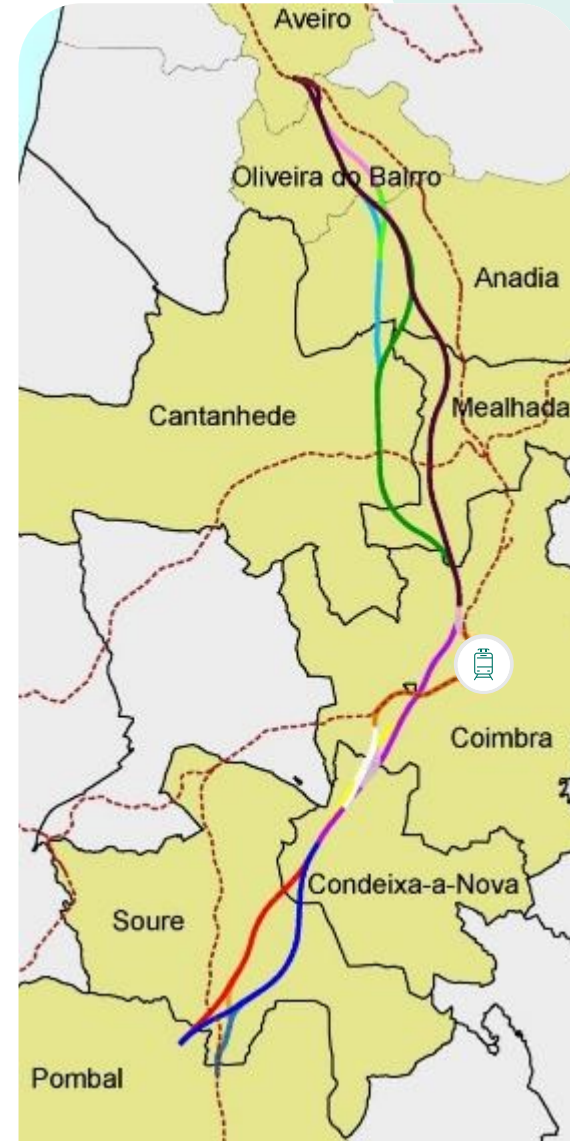 Aveiro
Oliveira do Bairro
Anadia
Cantanhede
Mealhada
Coimbra
Condeixa-a-Nova
Soure
Pombal